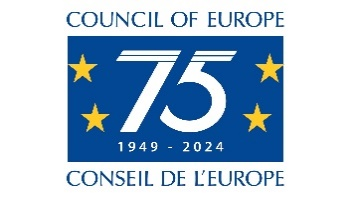 COUNCIL OF EUROPE
75
1949 - 2024
CONSEIL DE L'EUROPE